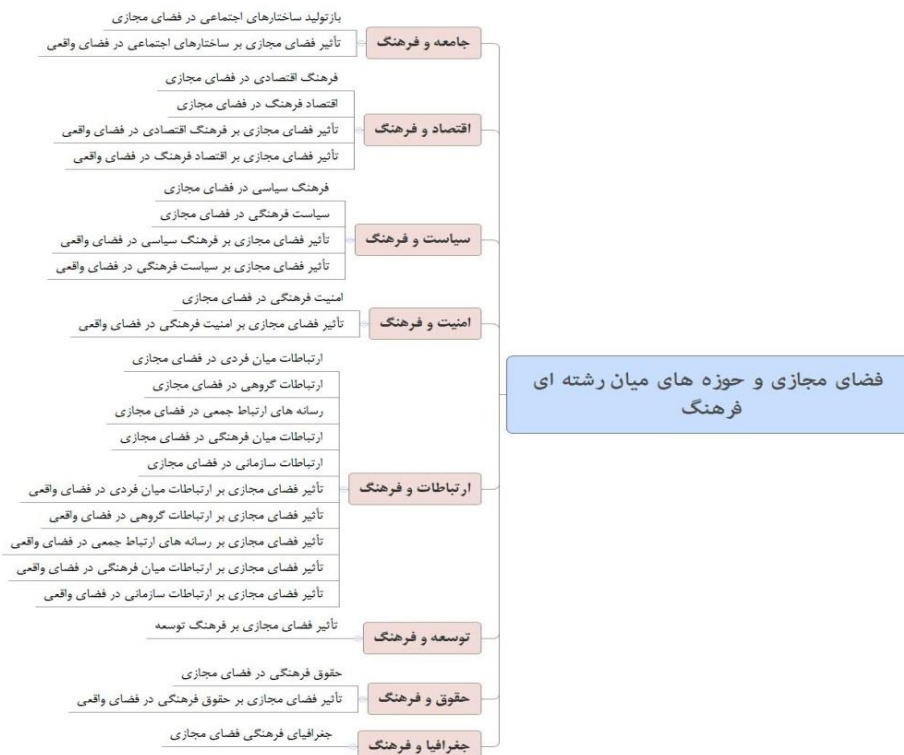 فضای مجازی و حوزه های میان رشته ای
فرهنگ
جامعه و فرهنگ
بازتولید ساختارهای اجتماعی در فضای مجازی
تأثیر فضای مجازی بر ساختارهای اجتماعی در فضای واقعی
اقتصاد و فرهنگ
فرهنگ اقتصادی در فضای مجازی
اقتصاد فرهنگ در فضای مجازی
تأثیر فضای مجازی بر فرهنگ اقتصادی در فضای واقعی
تأثیر فضای مجازی بر اقتصاد فرهنگ در فضای واقعی
سیاست و فرهنگ
فرهنگ سیاسی در فضای مجازی
سیاست فرهنگی در فضای مجازی
تأثیر فضای مجازی بر فرهنگ سیاسی در فضای واقعی
تأثیر فضای مجازی بر سیاست فرهنگی در فضای واقعی
امنیت و فرهنگ
امنیت فرهنگی در فضای مجازی
تأثیر فضای مجازی بر امنیت فرهنگی در فضای واقعی
ارتباطات و فرهنگ
ارتباطات میان فردی در فضای مجازی
ارتباطات گروهی در فضای مجازی
رسانه های ارتباط جمعی در فضای مجازی
ارتباطات میان فرهنگی در فضای مجازی
ارتباطات سازمانی در فضای مجازی
تأثیر فضای مجازی بر ارتباطات میان فردی در فضای واقعی
تأثیر فضای مجازی بر ارتباطات گروهی در فضای واقعی
تأثیر فضای مجازی بر رسانه های ارتباط جمعی در فضای واقعی
تأثیر فضای مجازی بر ارتباطات میان فرهنگی در فضای واقعی
تأثیر فضای مجازی بر ارتباطات سازمانی در فضای واقعی
توسعه و فرهنگ
تأثیر فضای مجازی بر فرهنگ توسعه
حقوق و فرهنگ
حقوق فرهنگی در فضای مجازی
تأثیر فضای مجازی بر حقوق فرهنگی در فضای واقعی
جغرافیا و فرهنگ
جغرافیای فرهنگی فضای مجازی